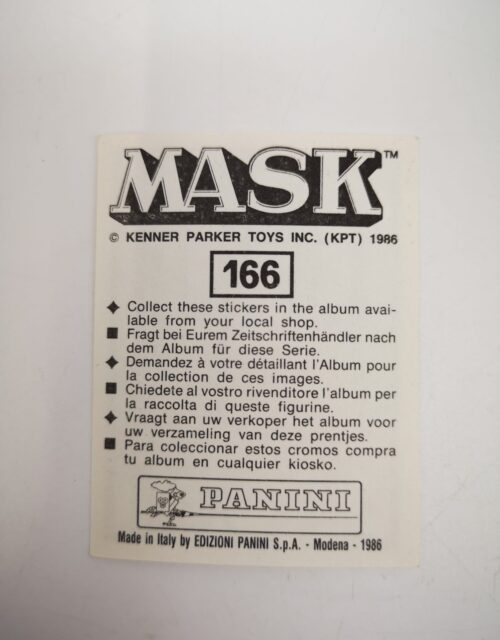 MASK™
© KENNER PARKER TOYS INC. (KPT) 1986
166
✦ Collect these stickers in the album avai-
lable from your local shop.
■ Fragt bei Eurem Zeitschriftenhändler nach
dem Album für diese Serie.
✦ Demandez à votre détaillant l'Album pour
la collection de ces images.
■ Chiedete al vostro rivenditore l'album per
la raccolta di queste figurine.
✦ Vraagt aan uw verkoper het album voor
uw verzameling van deze prentjes.
■ Para coleccionar estos cromos compra
tu album en cualquier kiosko.
PANINI
Made in Italy by EDIZIONI PANINI S.p.A. - Modena - 1986